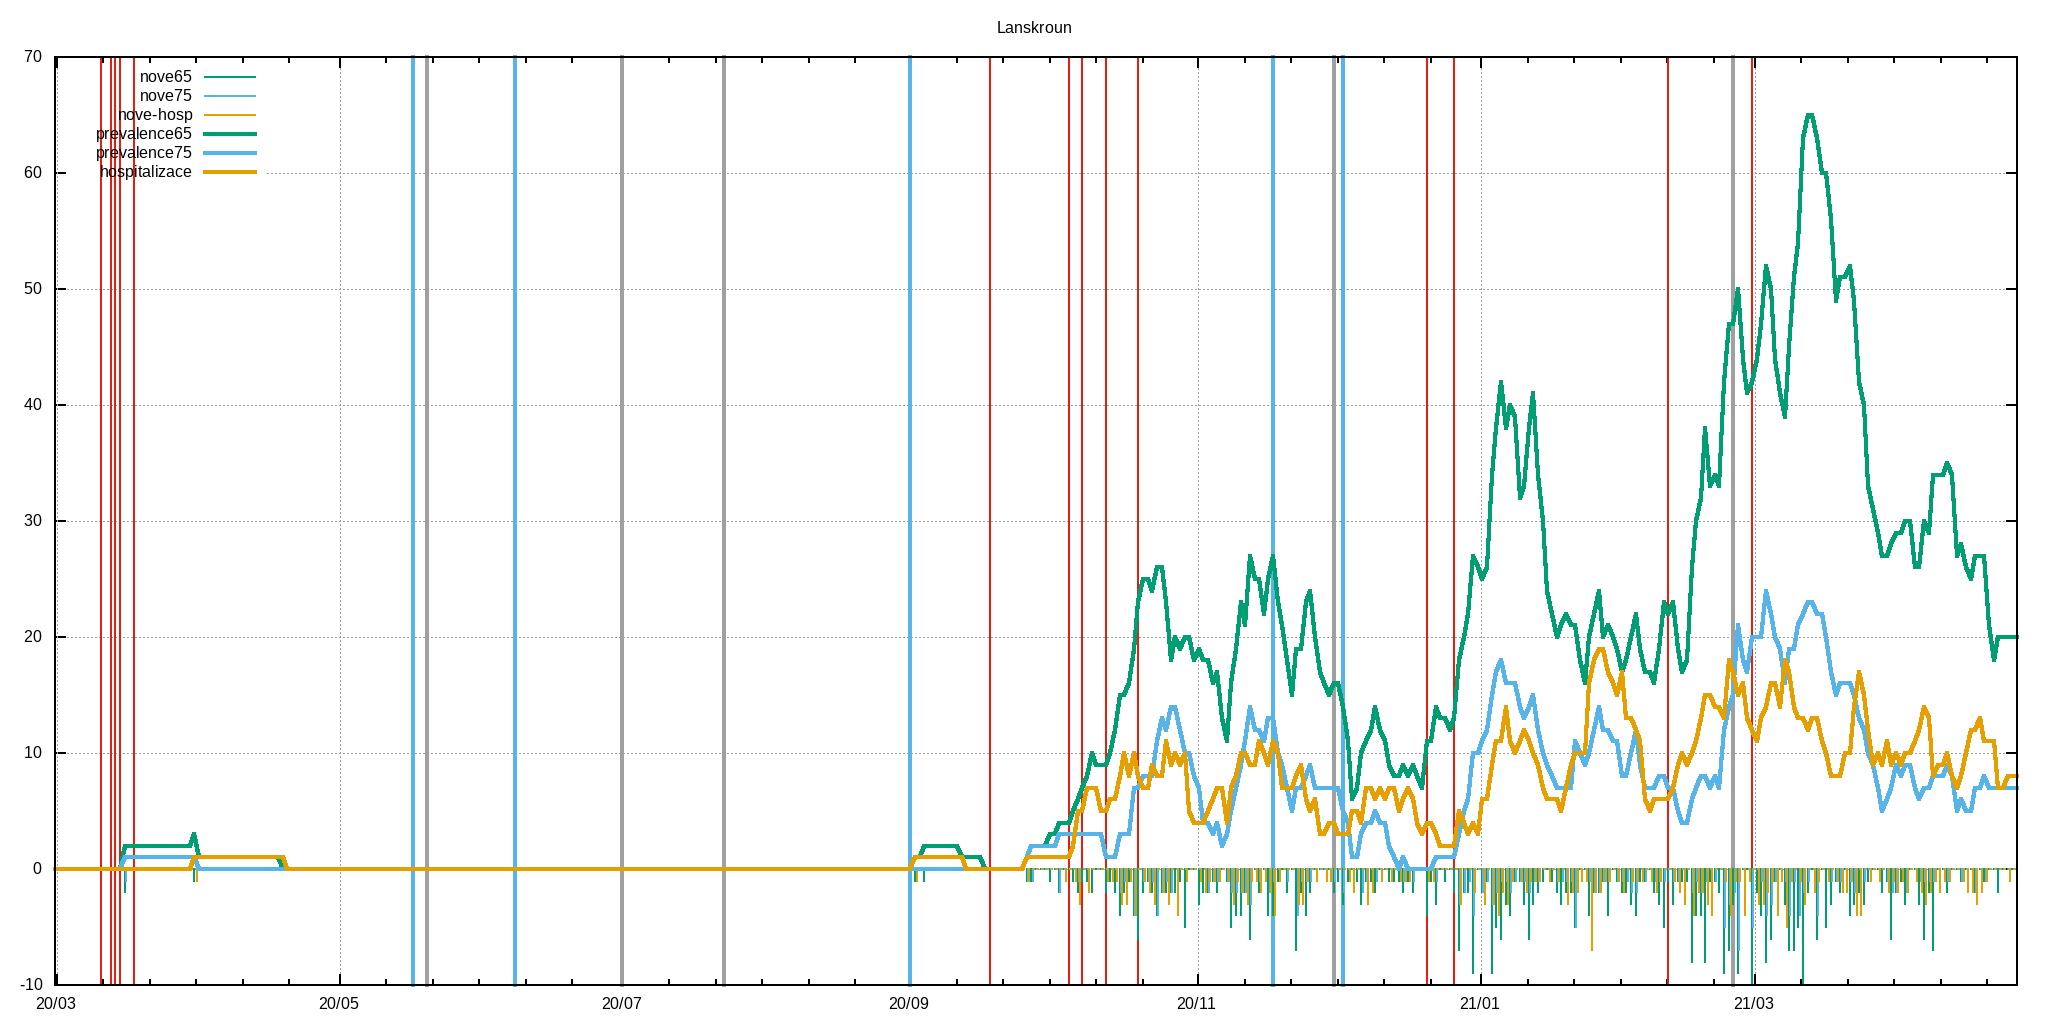 Lanskroun
70
60
50
40
30
20
10
0
-10
nove65
nove75
nove-hosp
prevalence65
prevalence75
hospitalizace
20/03 20/05 20/07 20/09 20/11 21/01 21/03